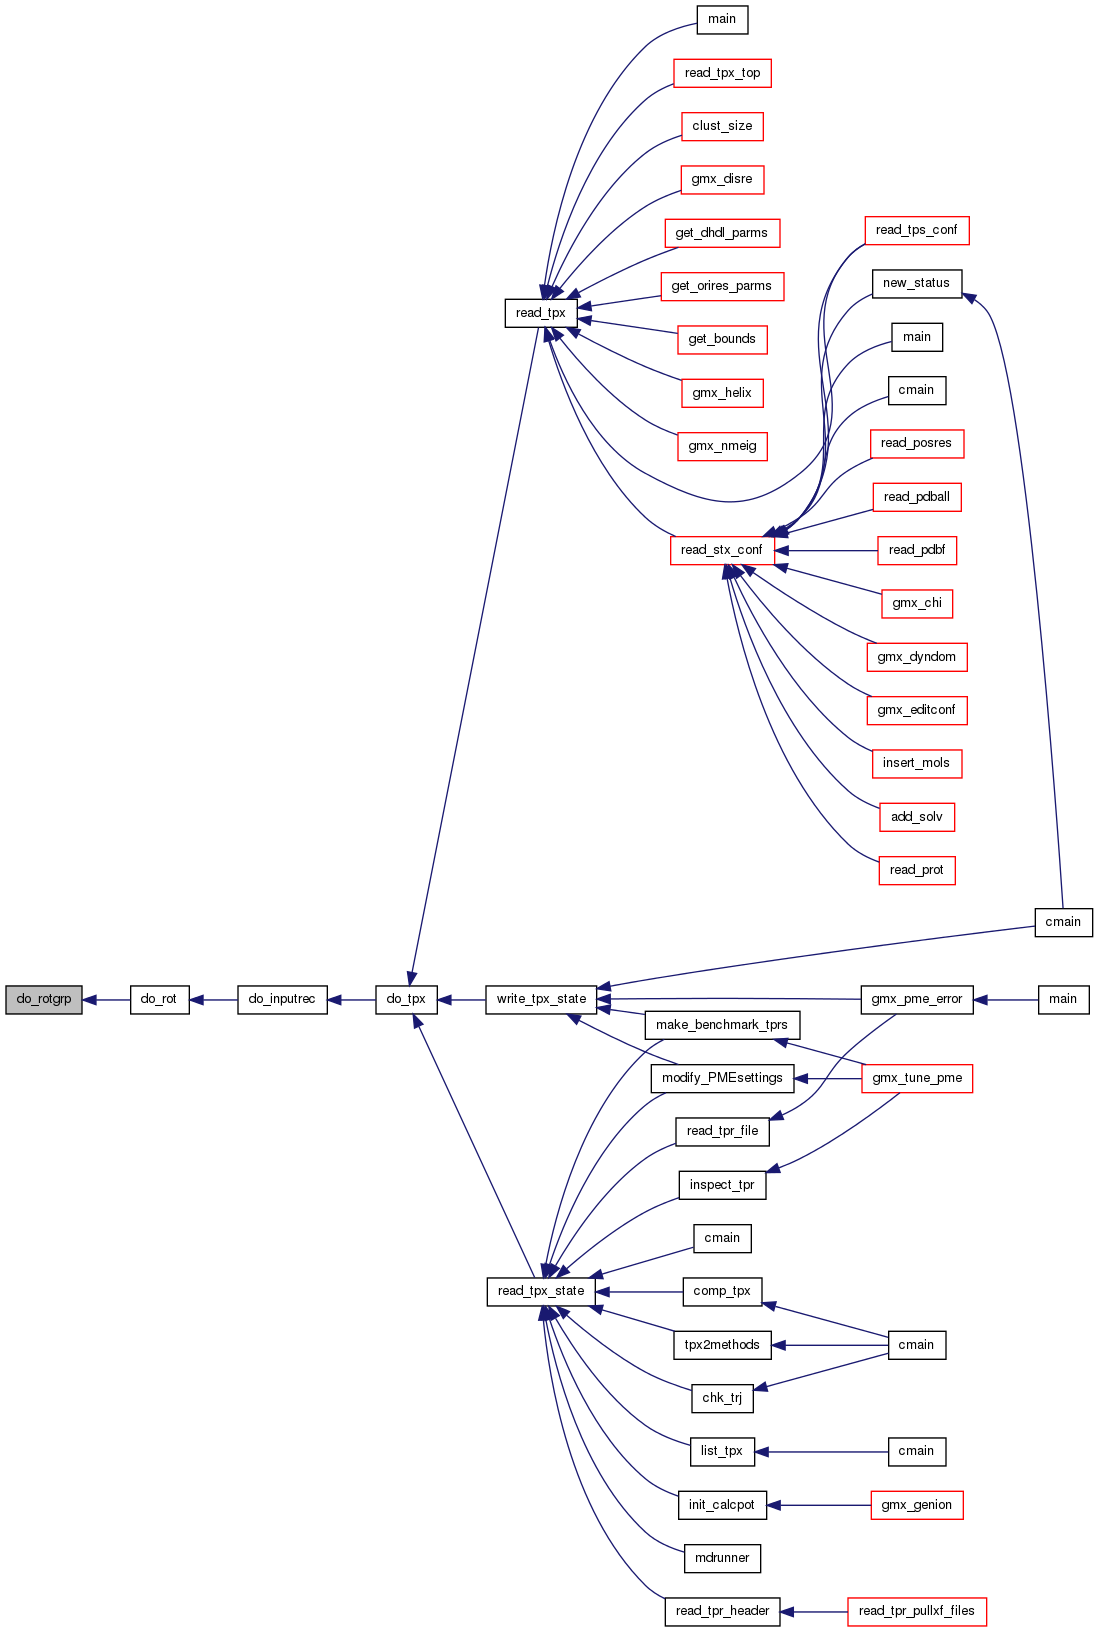 main
read_tpx_top
clust_size
gmx_disre
get_dhdl_parms
get_orires_parms
read_tpx
get_bounds
gmx_helix
gmx_nmeig
read_stx_conf
read_tps_conf
new_status
main
cmain
read_posres
read_pdball
read_pdbf
gmx_chi
gmx_dyndom
gmx_editconf
insert_mols
add_solv
read_prot
cmain
do_rotgrp
do_rot
do_inputrec
do_tpx
write_tpx_state
gmx_pme_error
main
make_benchmark_tprs
modify_PMEsettings
gmx_tune_pme
read_tpr_file
inspect_tpr
cmain
read_tpx_state
comp_tpx
tpx2methods
cmain
chk_trj
list_tpx
cmain
init_calcpot
gmx_genion
mdrunner
read_tpr_header
read_tpr_pullxf_files